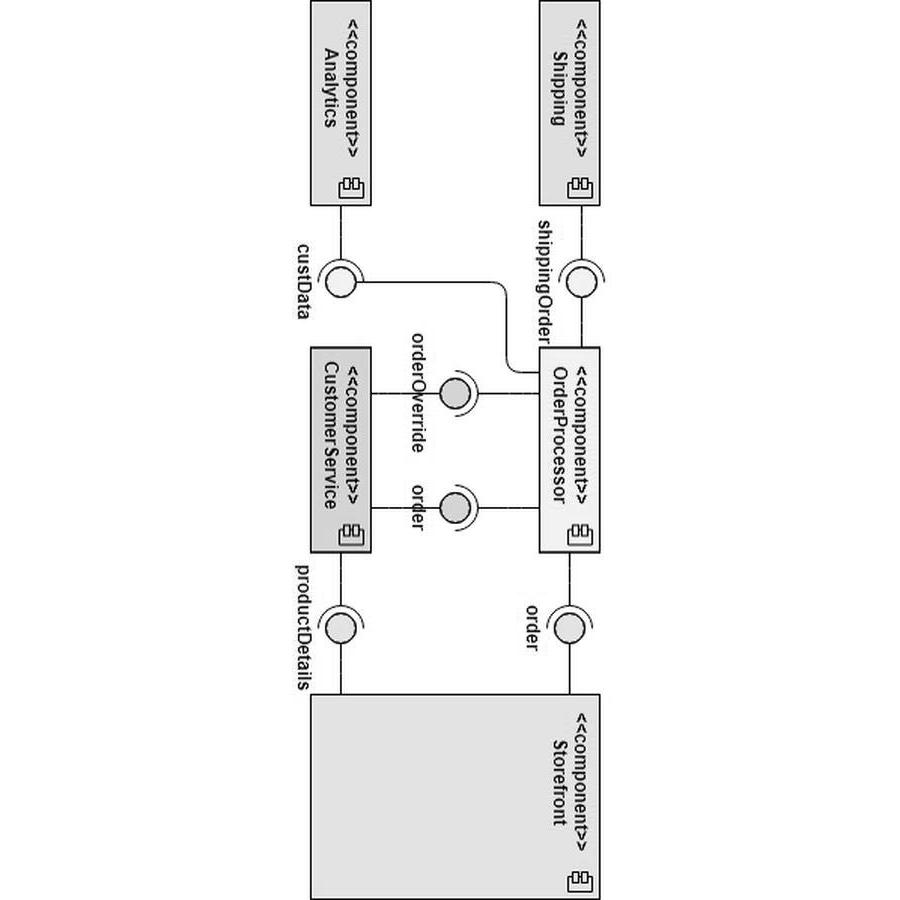 <<component>>
Shipping
shippingOrder
<<component>>
OrderProcessor
order
<<component>>
Storefront
orderOverride
order
<<component>>
Analytics
custData
<<component>>
CustomerService
productDetails